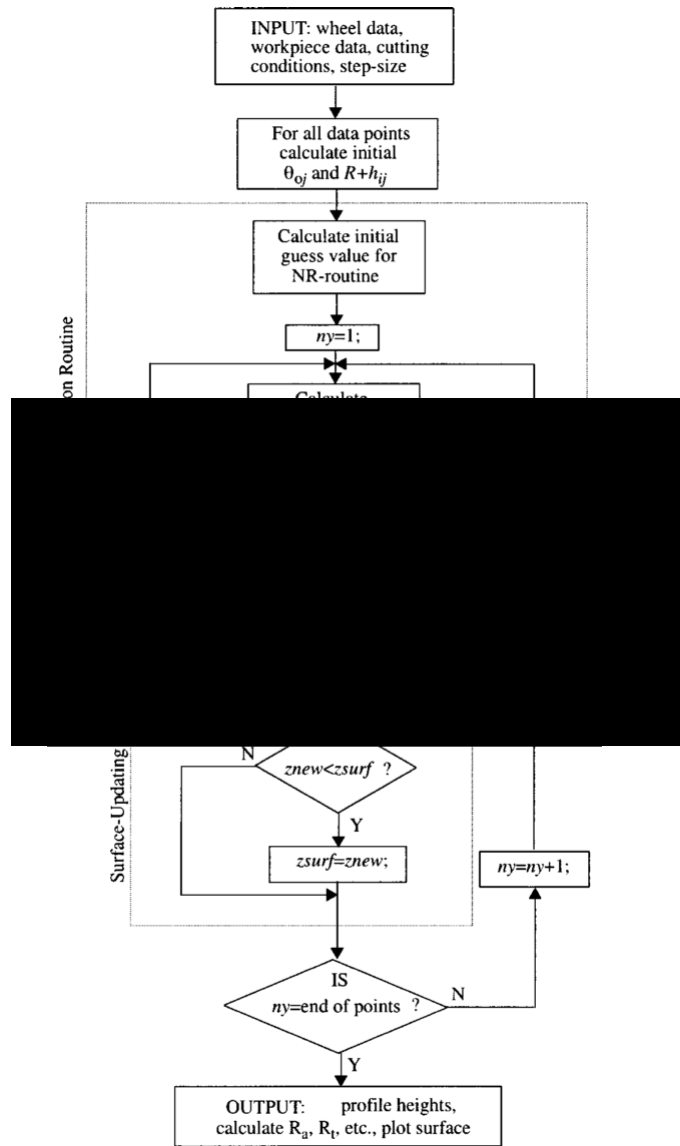 INPUT: wheel data,
workpiece data, cutting
conditions, step-size
For all data points
calculate initial
θoj and R+hij
Calculate initial
guess value for
NR-routine
ny=1;
on Routine
Calculate
N
znew<zsurf ?
Y
zsurf=znew;
Surface-Updating
ny=ny+1;
IS
ny=end of points ?
N
Y
OUTPUT: profile heights,
calculate Ra, Rt, etc., plot surface